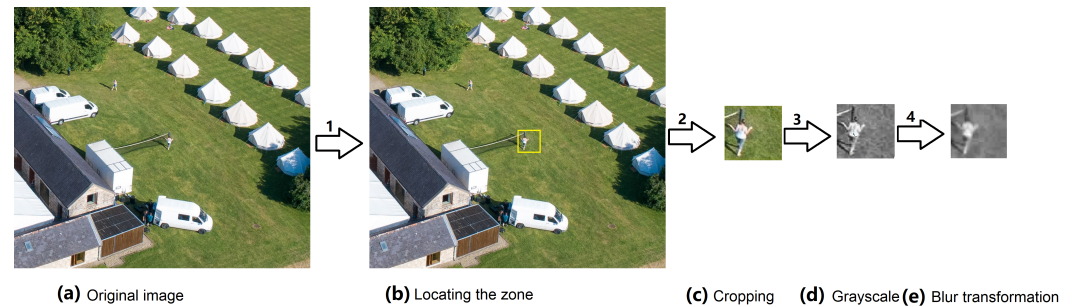 1
2
3
4
(a) Original image
(b) Locating the zone
(c) Cropping
(d) Grayscale
(e) Blur transformation